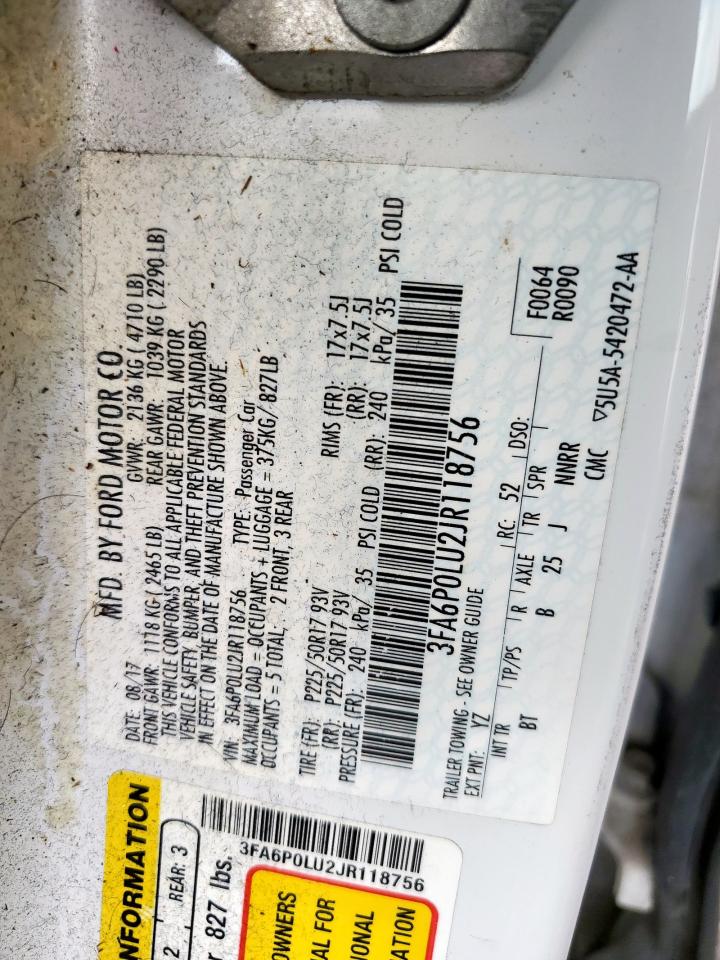 MFD. BY FORD MOTOR CO.
DATE: 08/17 GVWR: 2136 KG ( 4710 LB)
FRONT GAWR: 1118 KG ( 2465 LB) REAR GAWR: 1039 KG ( 2290 LB)
THIS VEHICLE CONFORMS TO ALL APPLICABLE FEDERAL MOTOR
VEHICLE SAFETY, BUMPER, AND THEFT PREVENTION STANDARDS
IN EFFECT ON THE DATE OF MANUFACTURE SHOWN ABOVE.
VIN: 3FA6P0LU2JR118756 TYPE: Passenger Car
MAXIMUM LOAD = OCCUPANTS + LUGGAGE = 375KG/ 827LB
OCCUPANTS = 5 TOTAL, 2 FRONT, 3 REAR
TIRE (FR): P225/50R17 93V RIMS (FR): 17x7.5J
(RR): P225/50R17 93V (RR): 17x7.5J
PRESSURE (FR): 240 kPa/ 35 PSI COLD (RR): 240 kPa/ 35 PSI COLD
3FA6P0LU2JR118756
TRAILER TOWING - SEE OWNER GUIDE
EXT PNT: YZ RC: 52 DSO:
F0064
R0090
INT TR TP/PS R AXLE TR SPR
BT B 25 J NNRR
CMC
▽5U5A-5420472-AA
NFORMATION
2 REAR: 3
827 lbs.
3FA6P0LU2JR118756
OWNERS
AL FOR
IONAL
ATION